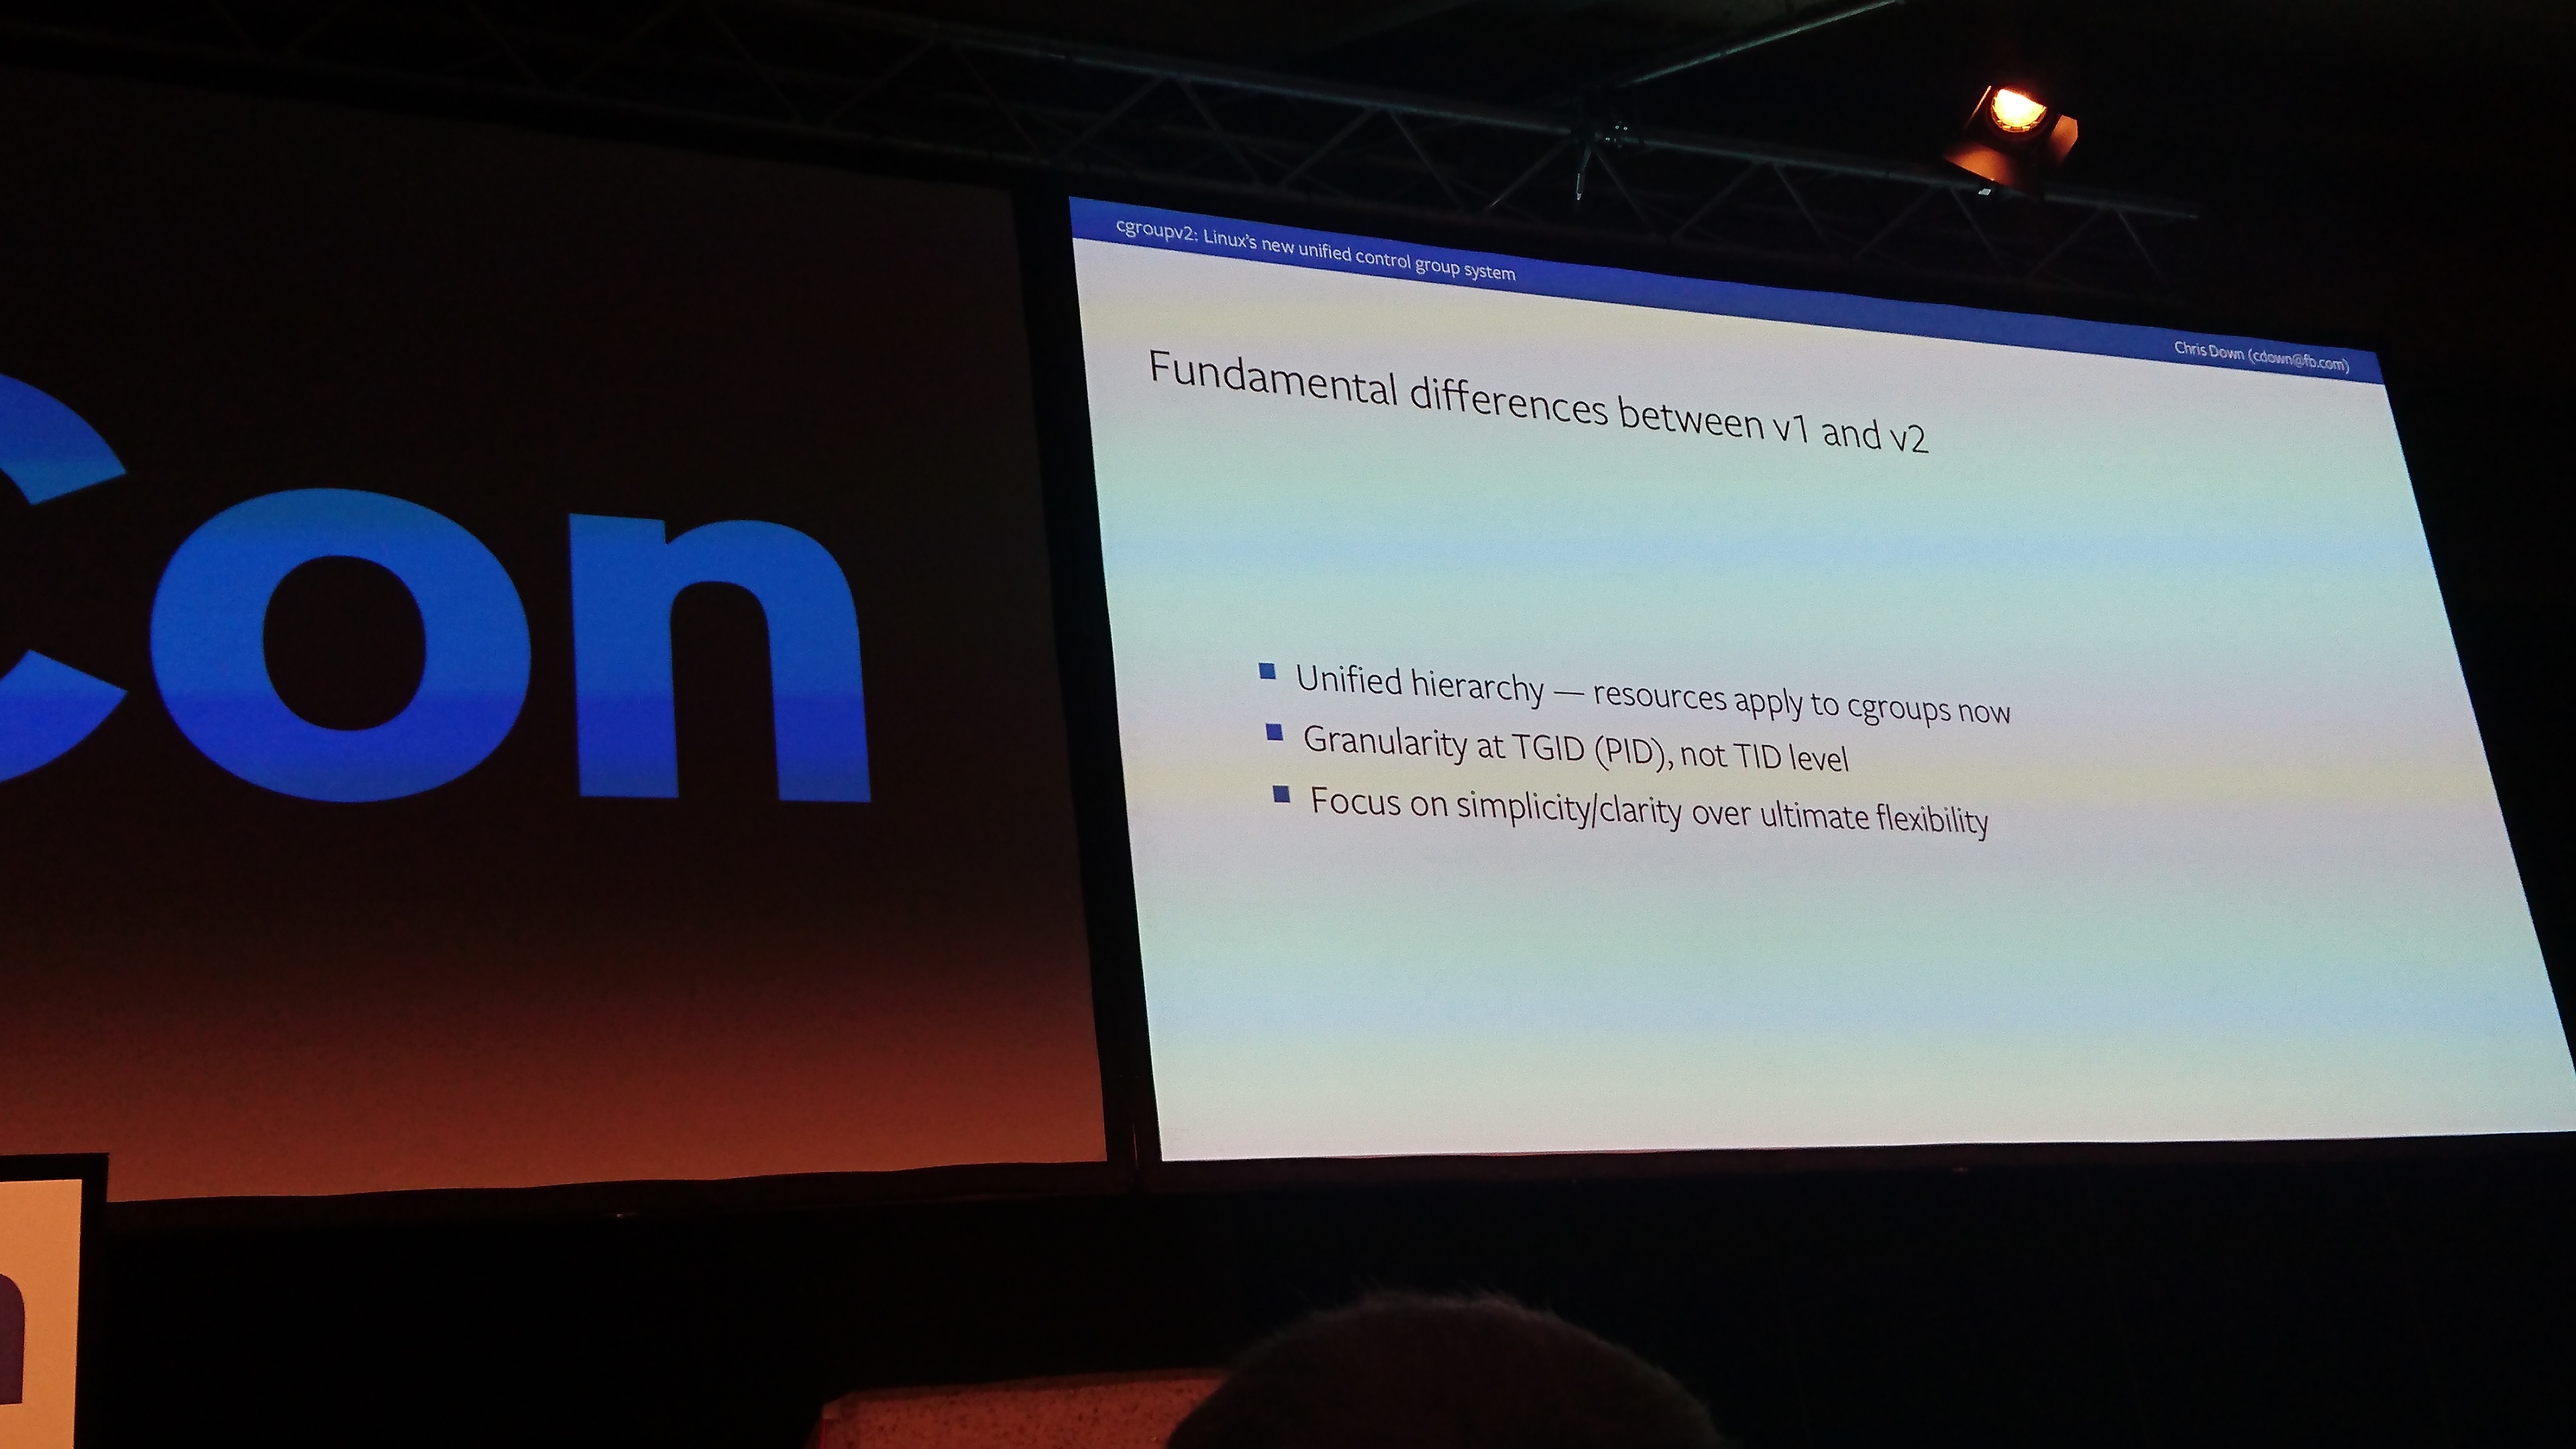 Con
cgroupv2: Linux's new unified control group system
Chris Down (cdown@fb.com)
Fundamental differences between v1 and v2
Unified hierarchy — resources apply to cgroups now
Granularity at TGID (PID), not TID level
Focus on simplicity/clarity over ultimate flexibility